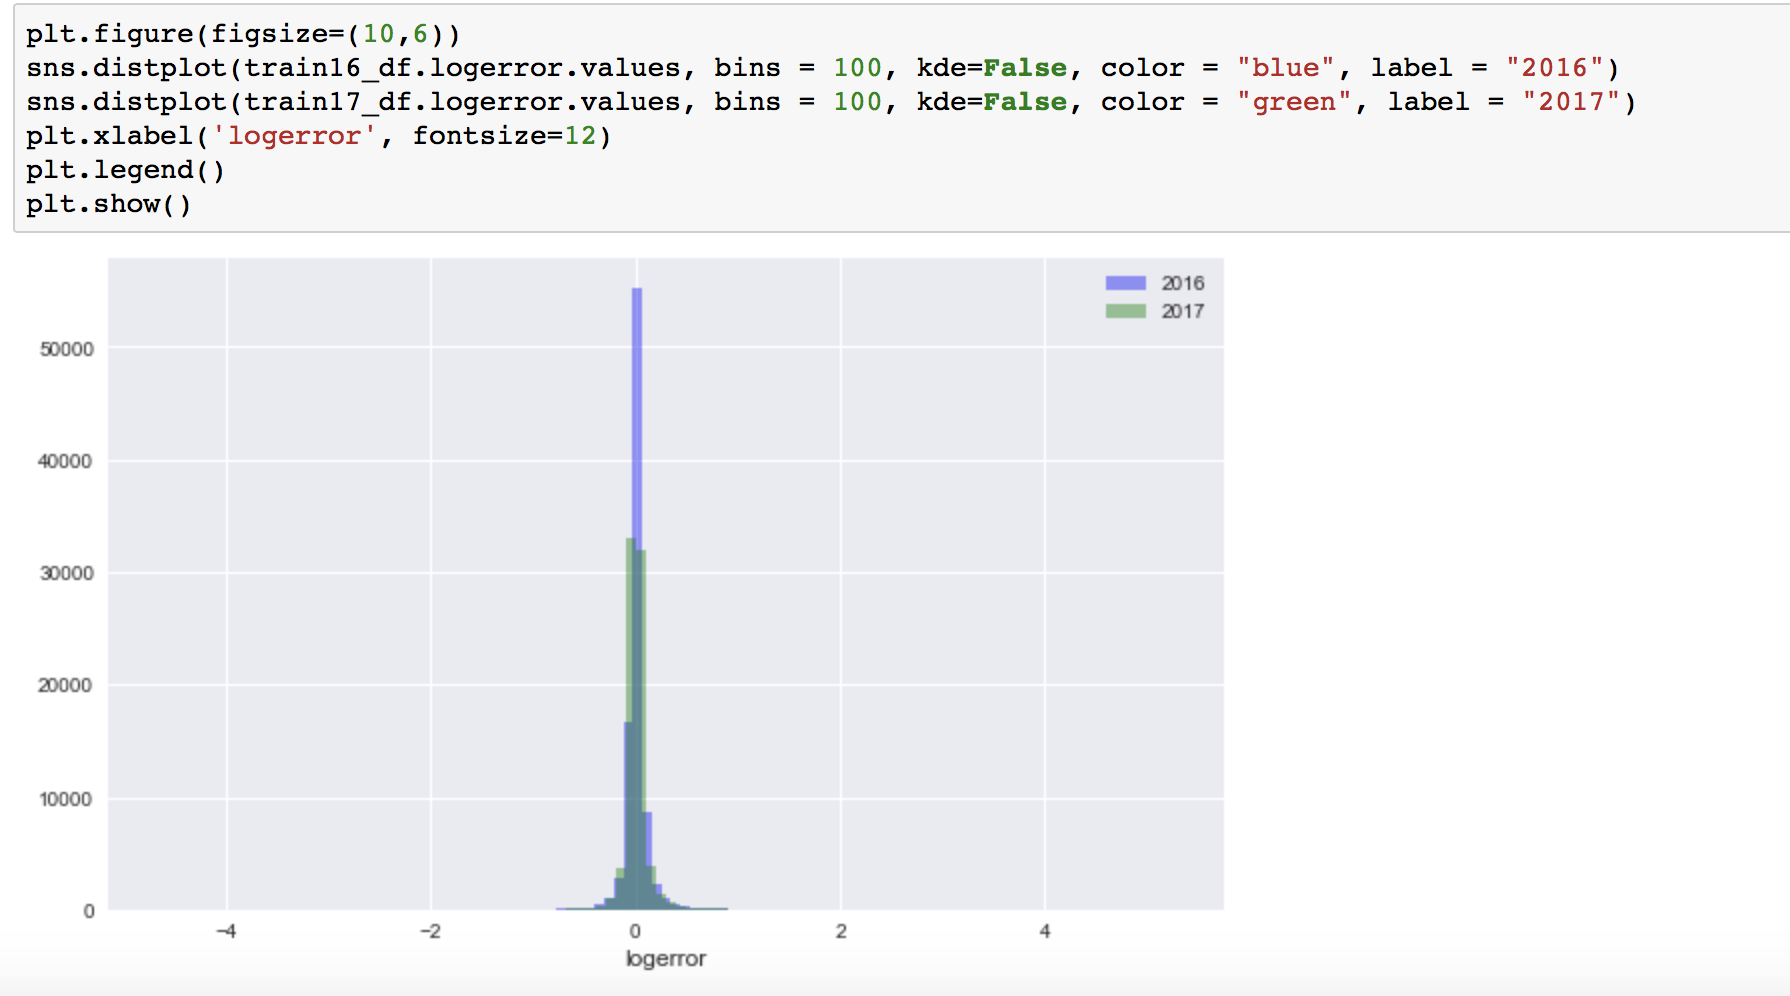 plt.figure(figsize=(10,6))
sns.distplot(train16_df.logerror.values, bins = 100, kde=False, color = "blue", label = "2016")
sns.distplot(train17_df.logerror.values, bins = 100, kde=False, color = "green", label = "2017")
plt.xlabel('logerror', fontsize=12)
plt.legend()
plt.show()
2016
2017
50000
40000
30000
20000
10000
0
−4 −2 0 2 4
logerror